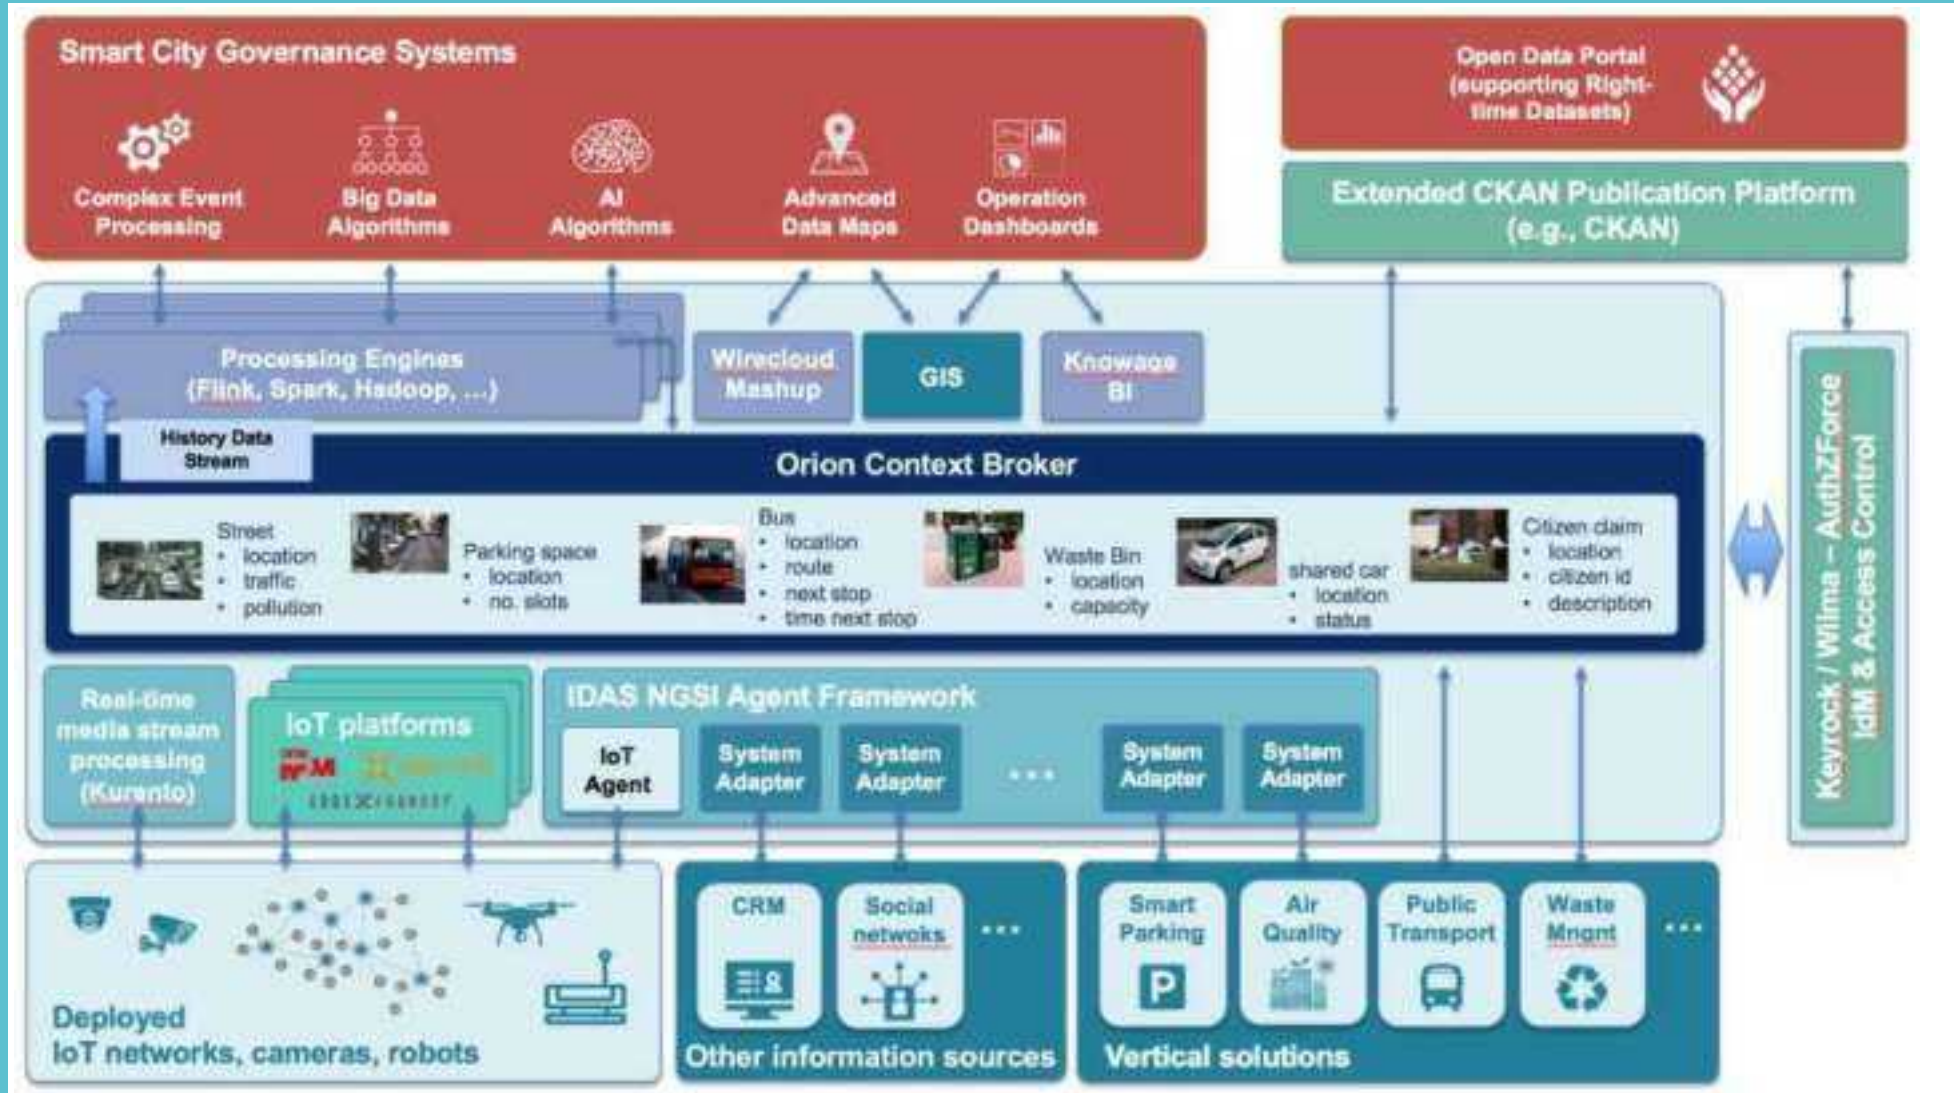 Smart City Governance Systems
Complex Event
Processing
Big Data
Algorithms
AI
Algorithms
Advanced
Data Maps
Operation
Dashboards
Open Data Portal
(supporting Right-
time Datasets)
Extended CKAN Publication Platform
(e.g., CKAN)
Processing Engines
(Flink, Spark, Hadoop, ...)
Wirecloud
Mashup
GIS
Knowage
BI
History Data
Stream
Orion Context Broker
Street
• location
• traffic
• pollution
Parking space
• location
• no. slots
Bus
• location
• route
• next stop
• time next stop
Waste Bin
• location
• capacity
shared car
• location
• status
Citizen claim
• location
• citizen id
• description
Keyrock / Wilma – AuthZForce
IdM & Access Control
Real-time
media stream
processing
(Kurento)
IoT platforms
IDAS NGSI Agent Framework
IoT
Agent
System
Adapter
System
Adapter
...
System
Adapter
System
Adapter
Deployed
IoT networks, cameras, robots
CRM
Social
netwoks
...
Other information sources
Smart
Parking
P
Air
Quality
Public
Transport
Waste
Mngnt
...
Vertical solutions